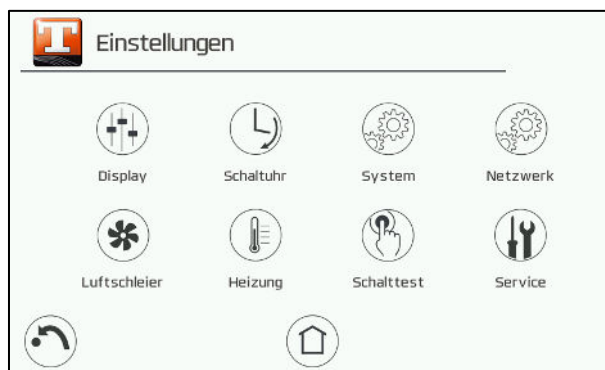 T Einstellungen
Display Schaltuhr System Netzwerk
Luftschleier Heizung Schalttest Service